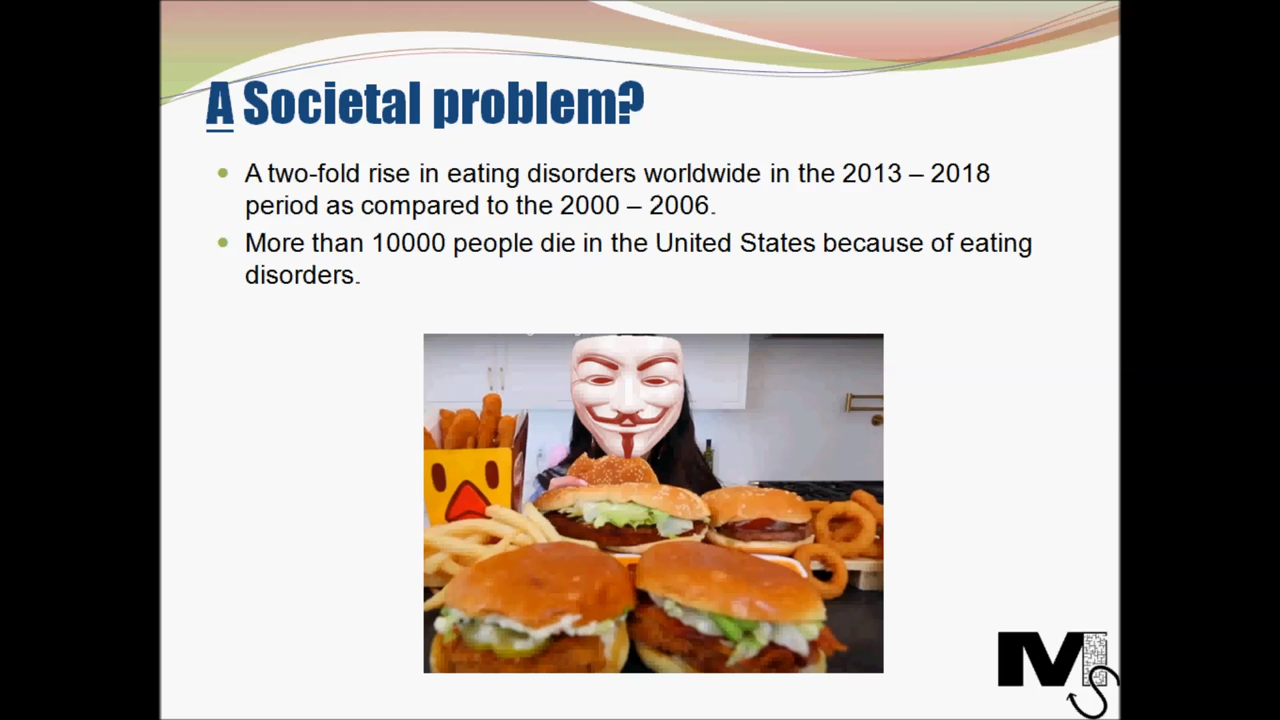 A Societal problem?
A two-fold rise in eating disorders worldwide in the 2013 – 2018
period as compared to the 2000 – 2006.
More than 10000 people die in the United States because of eating
disorders.
MIS